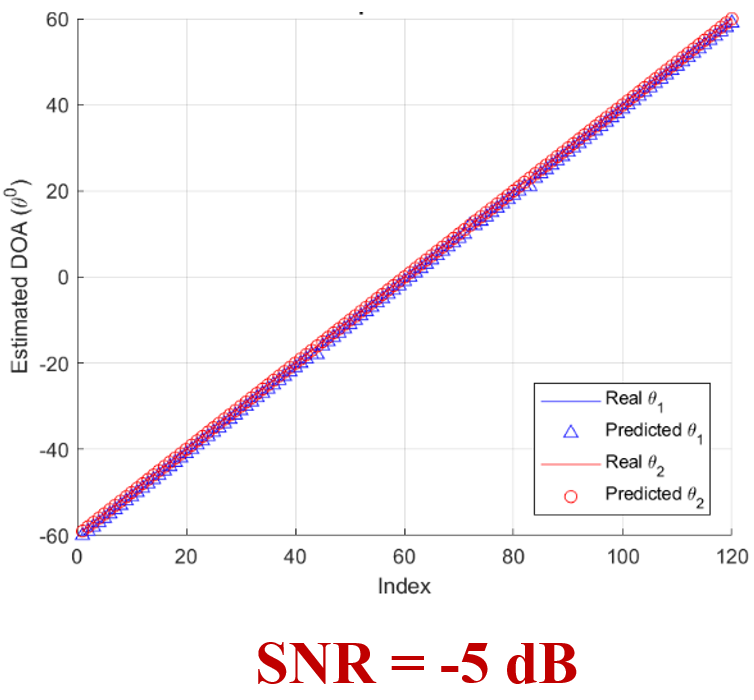 60
40
20
0
-20
-40
-60
Estimated DOA (θ⁰)
0 20 40 60 80 100 120
Index
Real θ₁
Predicted θ₁
Real θ₂
Predicted θ₂
SNR = -5 dB